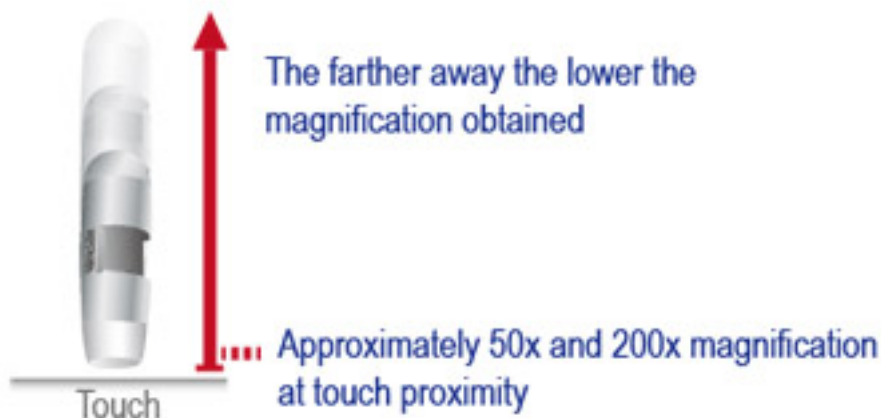 The farther away the lower the
magnification obtained
Approximately 50x and 200x magnification
at touch proximity
Touch